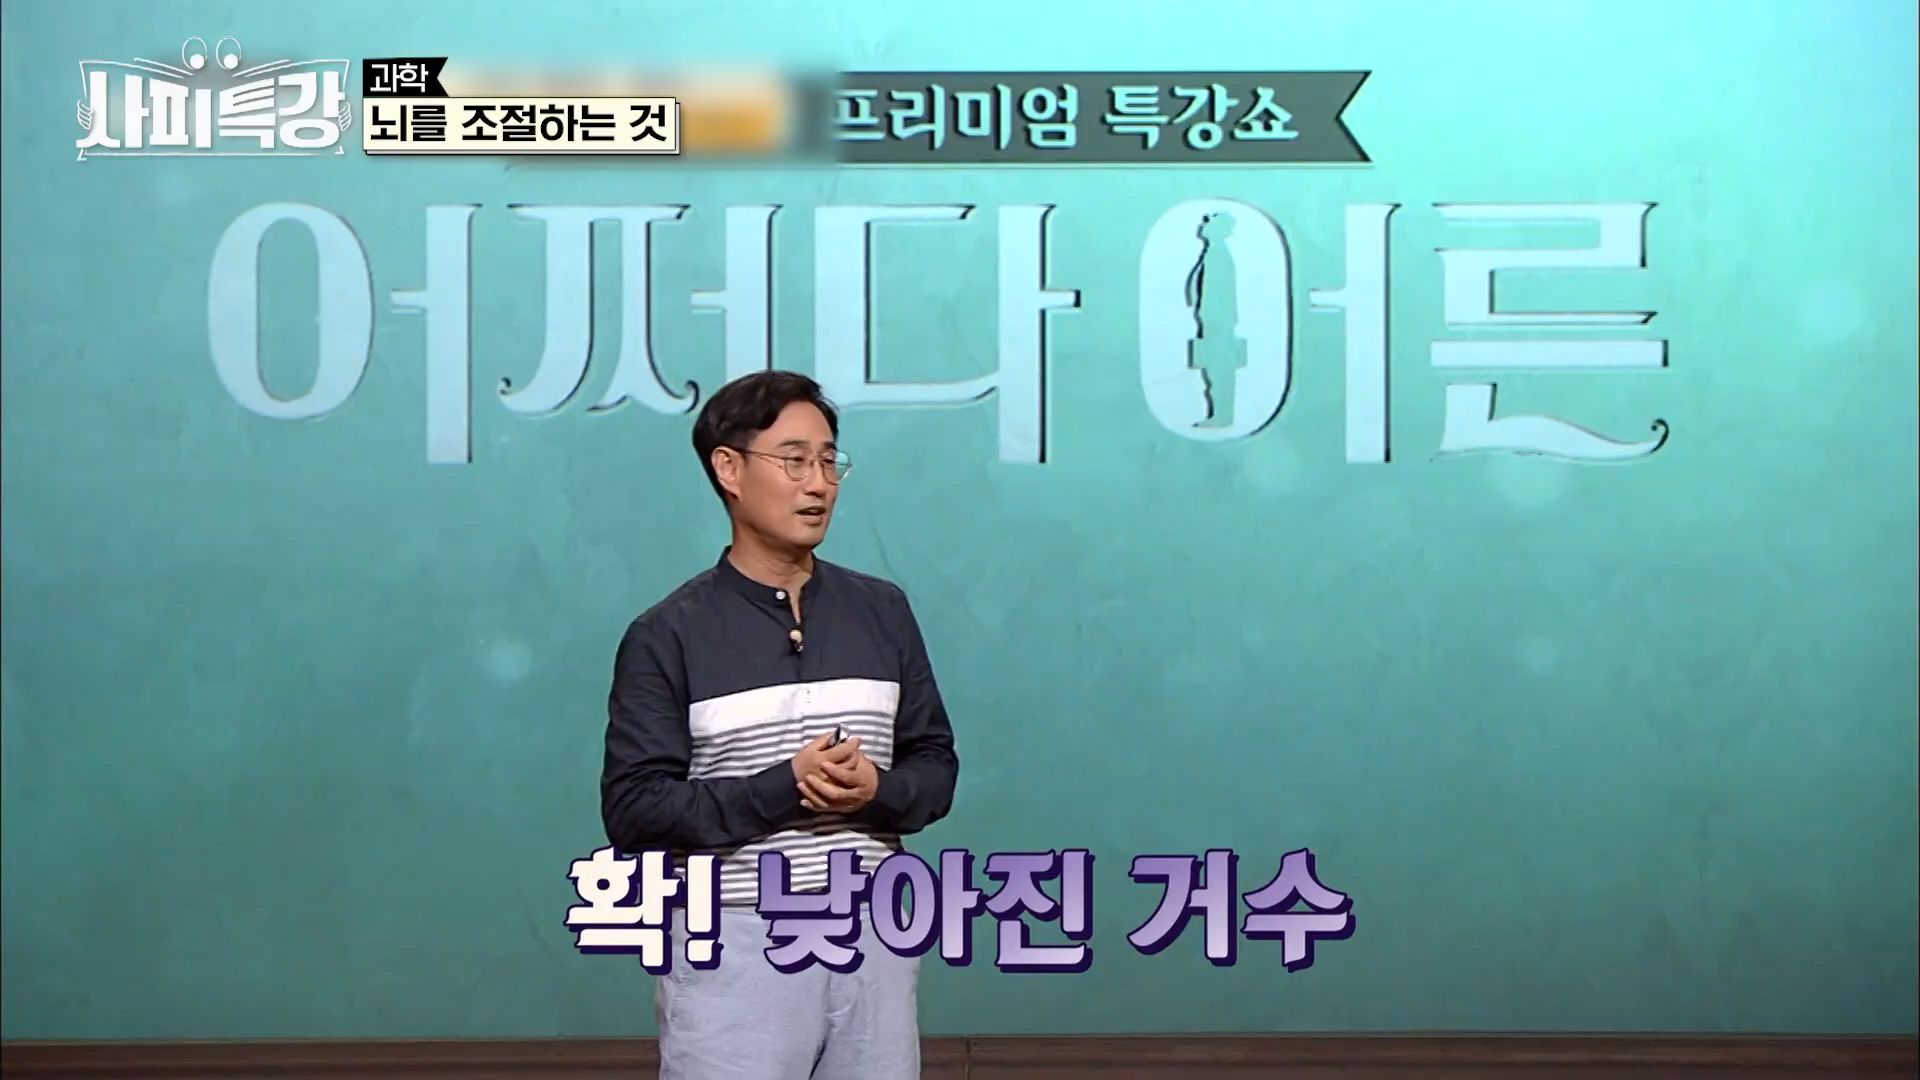 사피특강
과학
뇌를 조절하는 것
프리미엄 특강쇼
어쩌다 어른
확! 낮아진 거수